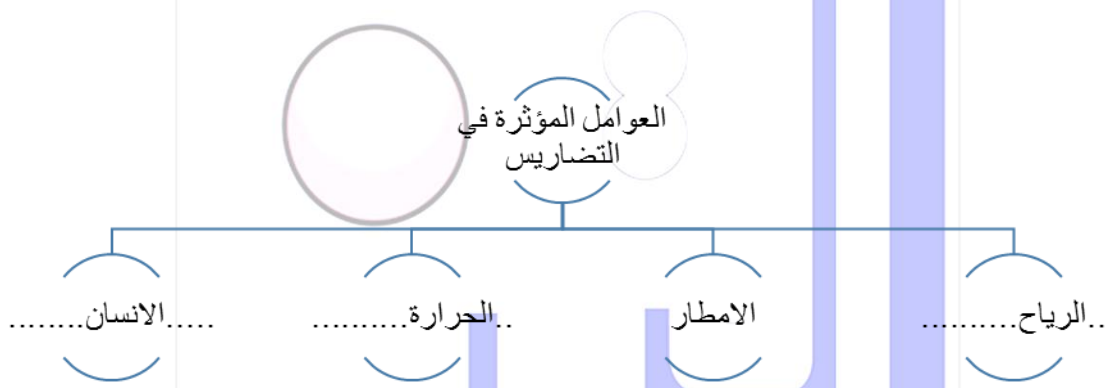 العوامل المؤثرة في
التضاريس
..الرياح..........
الامطار
..الحرارة..........
.....الانسان........